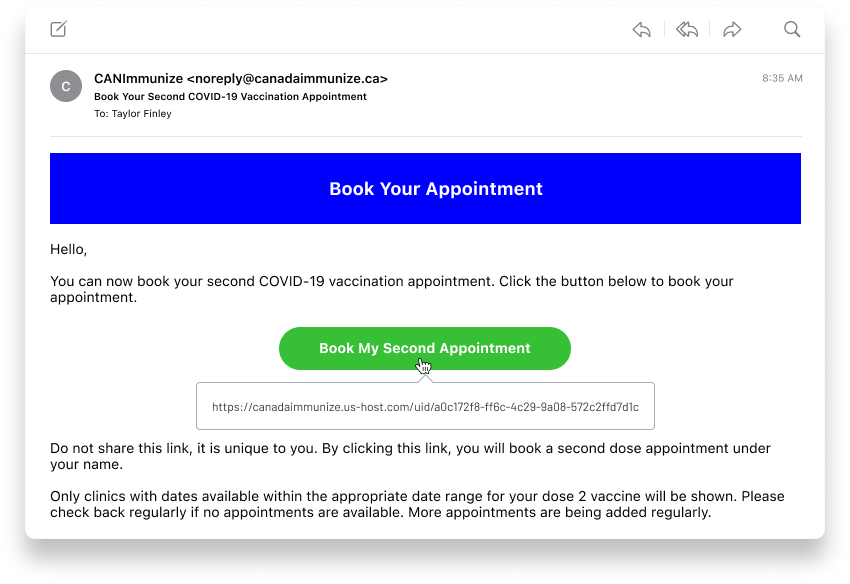 C
CANImmunize <noreply@canadaimmunize.ca>
8:35 AM
Book Your Second COVID-19 Vaccination Appointment
To: Taylor Finley
Book Your Appointment
Hello,
You can now book your second COVID-19 vaccination appointment. Click the button below to book your
appointment.
Book My Second Appointment
https://canadaimmunize.us-host.com/uid/a0c172f8-ff6c-4c29-9a08-572c2ffd7d1c
Do not share this link, it is unique to you. By clicking this link, you will book a second dose appointment under
your name.
Only clinics with dates available within the appropriate date range for your dose 2 vaccine will be shown. Please
check back regularly if no appointments are available. More appointments are being added regularly.